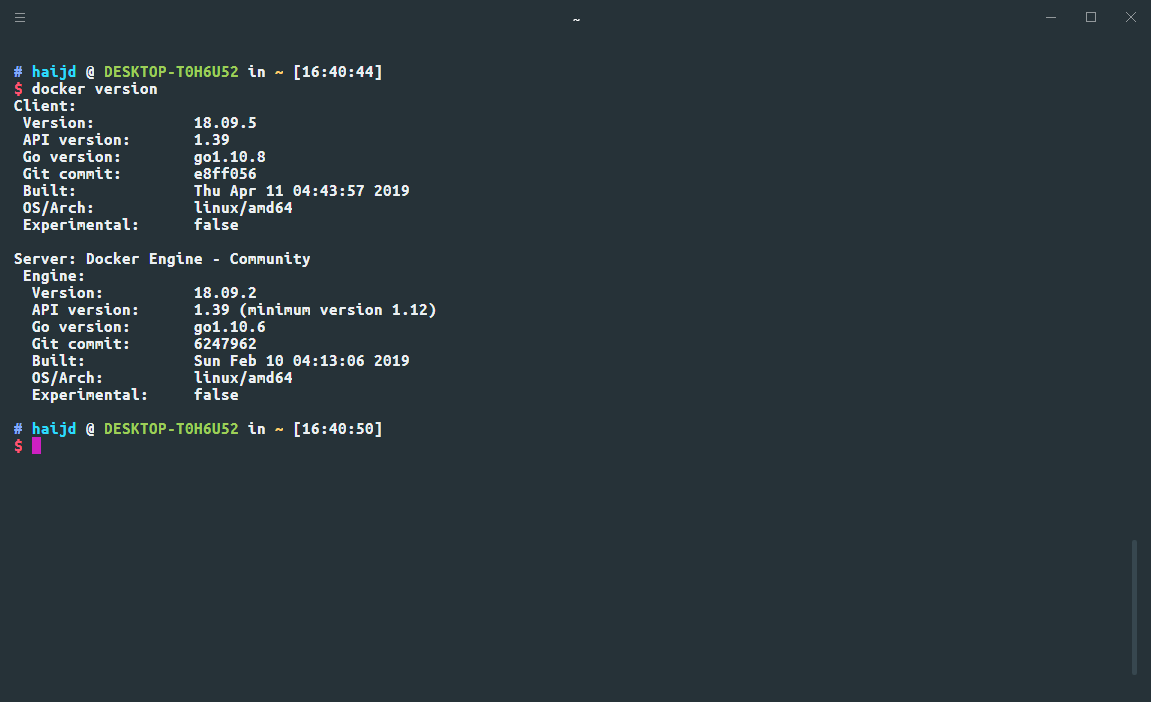 ~
# haijd @ DESKTOP-T0H6U52 in ~ [16:40:44]
$ docker version
Client:
 Version:           18.09.5
 API version:       1.39
 Go version:        go1.10.8
 Git commit:        e8ff056
 Built:             Thu Apr 11 04:43:57 2019
 OS/Arch:           linux/amd64
 Experimental:      false

Server: Docker Engine - Community
 Engine:
  Version:          18.09.2
  API version:      1.39 (minimum version 1.12)
  Go version:       go1.10.6
  Git commit:       6247962
  Built:            Sun Feb 10 04:13:06 2019
  OS/Arch:          linux/amd64
  Experimental:     false

# haijd @ DESKTOP-T0H6U52 in ~ [16:40:50]
$